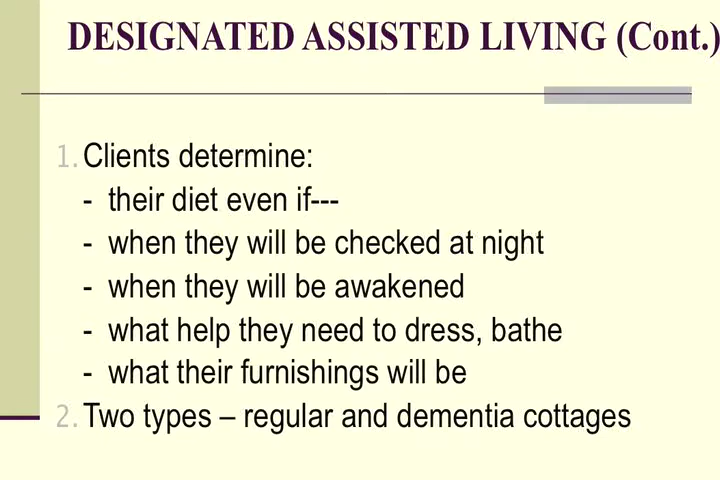 DESIGNATED ASSISTED LIVING (Cont.)
1. Clients determine:
- their diet even if---
- when they will be checked at night
- when they will be awakened
- what help they need to dress, bathe
- what their furnishings will be
2. Two types – regular and dementia cottages